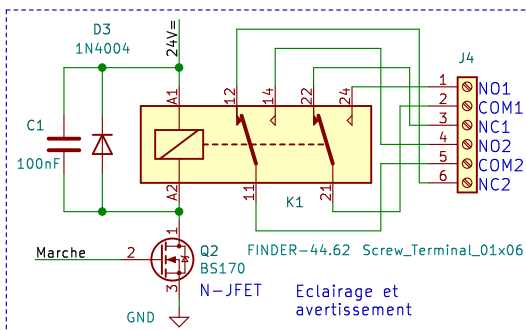 D3
1N4004
24V=
J4
A1
12
14
22
24
1
NO1
2
COM1
C1
3
NC1
4
NO2
100nF
5
COM2
6
NC2
A2
11
21
K1
1
Q2
FINDER-44.62
Screw_Terminal_01x06
Marche
2
BS170
3
N-JFET
Eclairage et
avertissement
GND